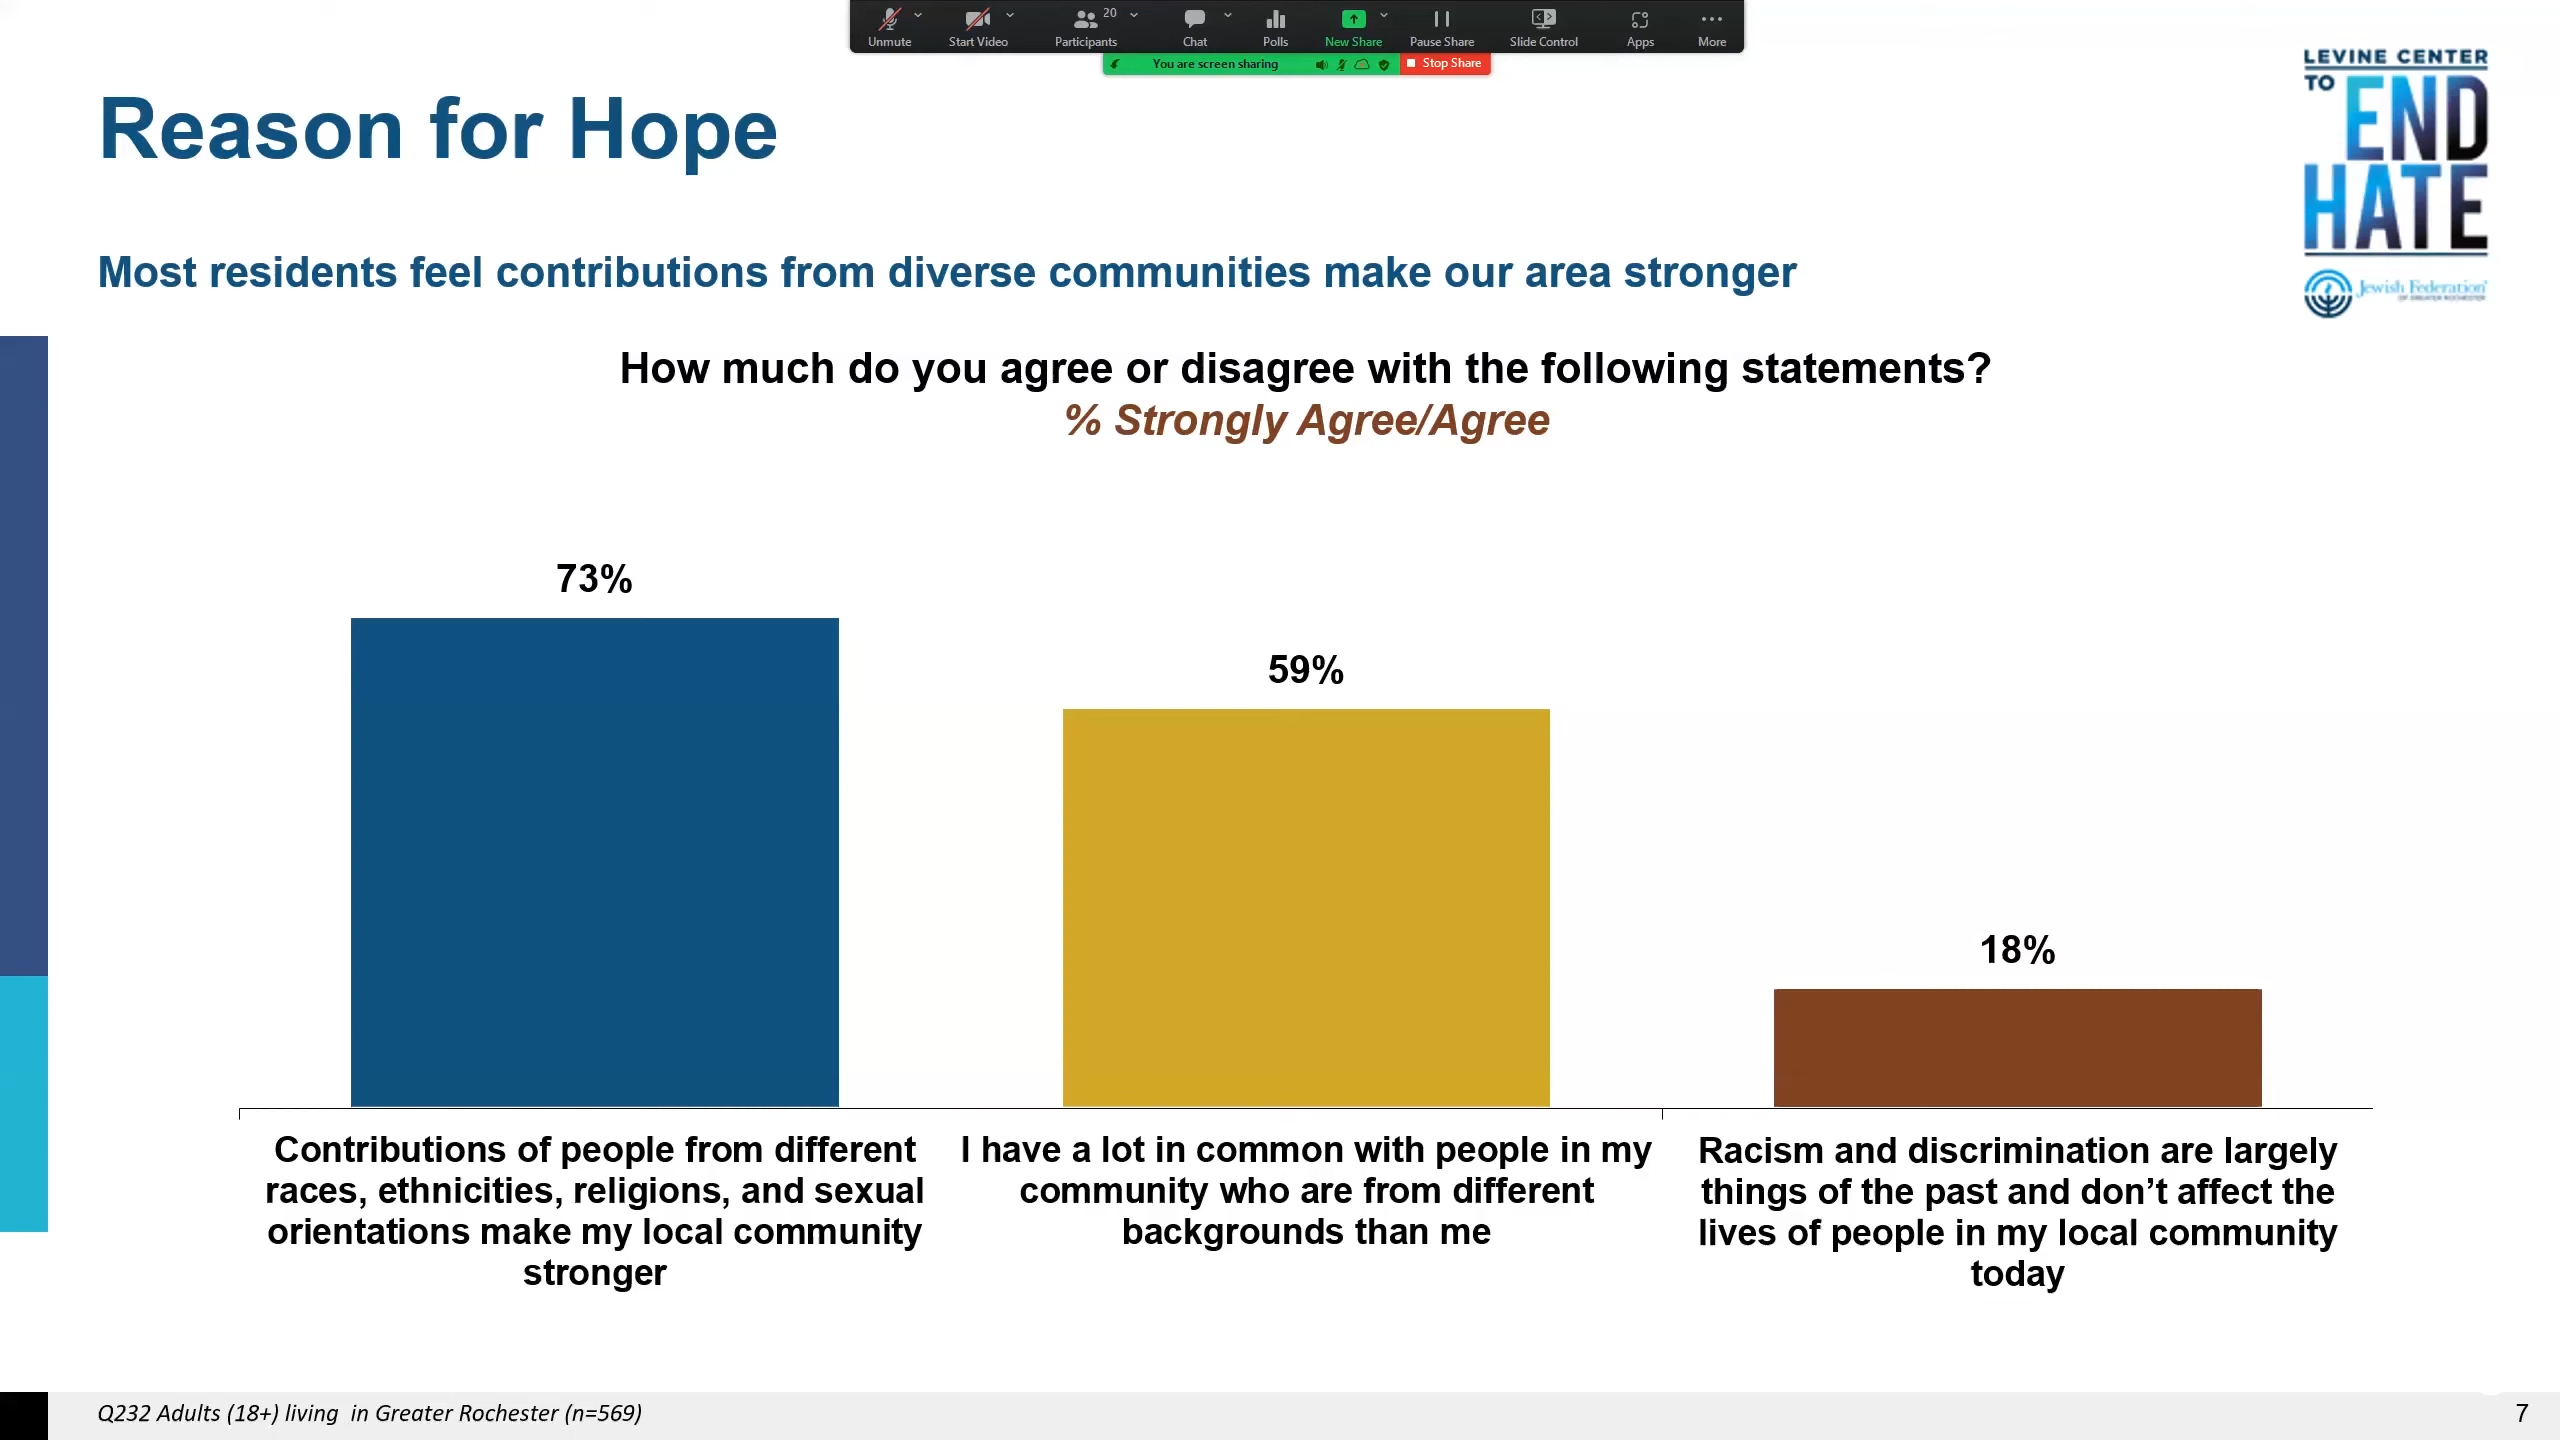 Unmute
Start Video
Participants
20
Chat
Polls
New Share
Pause Share
Slide Control
Apps
More
You are screen sharing
Stop Share
LEVINE CENTER
TO END
HATE
Jewish Federation
OF GREATER ROCHESTER
Reason for Hope
Most residents feel contributions from diverse communities make our area stronger
How much do you agree or disagree with the following statements?
% Strongly Agree/Agree
73%
59%
18%
Contributions of people from different
races, ethnicities, religions, and sexual
orientations make my local community
stronger
I have a lot in common with people in my
community who are from different
backgrounds than me
Racism and discrimination are largely
things of the past and don’t affect the
lives of people in my local community
today
Q232 Adults (18+) living  in Greater Rochester (n=569)
7